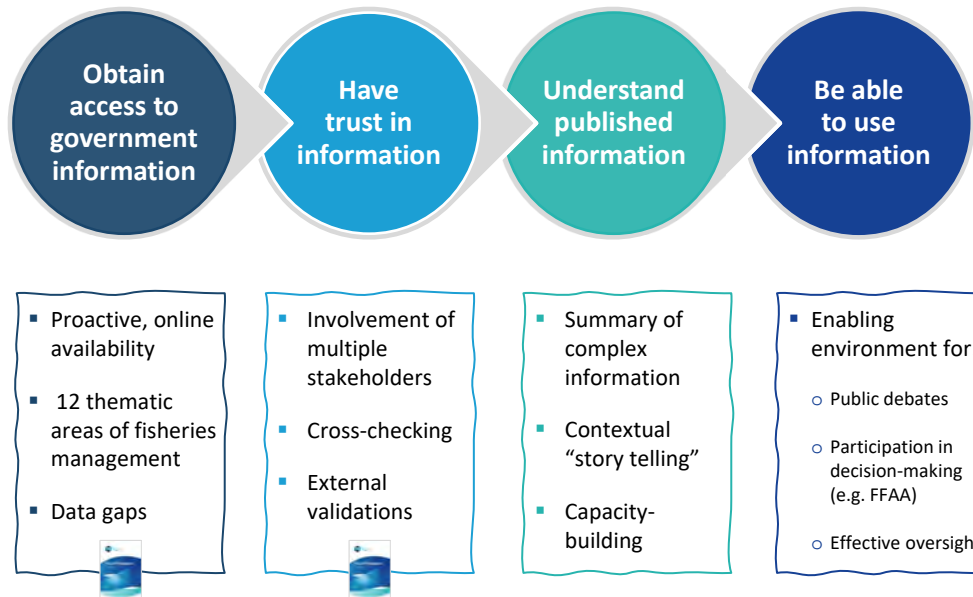 Obtain
access to
government
information
Have
trust in
information
Understand
published
information
Be able
to use
information
▪ Proactive, online
availability
▪ 12 thematic
areas of fisheries
management
▪ Data gaps
▪ Involvement of
multiple
stakeholders
▪ Cross-checking
▪ External
validations
▪ Summary of
complex
information
▪ Contextual
“story telling”
▪ Capacity-
building
▪ Enabling
environment for
o Public debates
o Participation in
decision-making
(e.g. FFAA)
o Effective oversigh